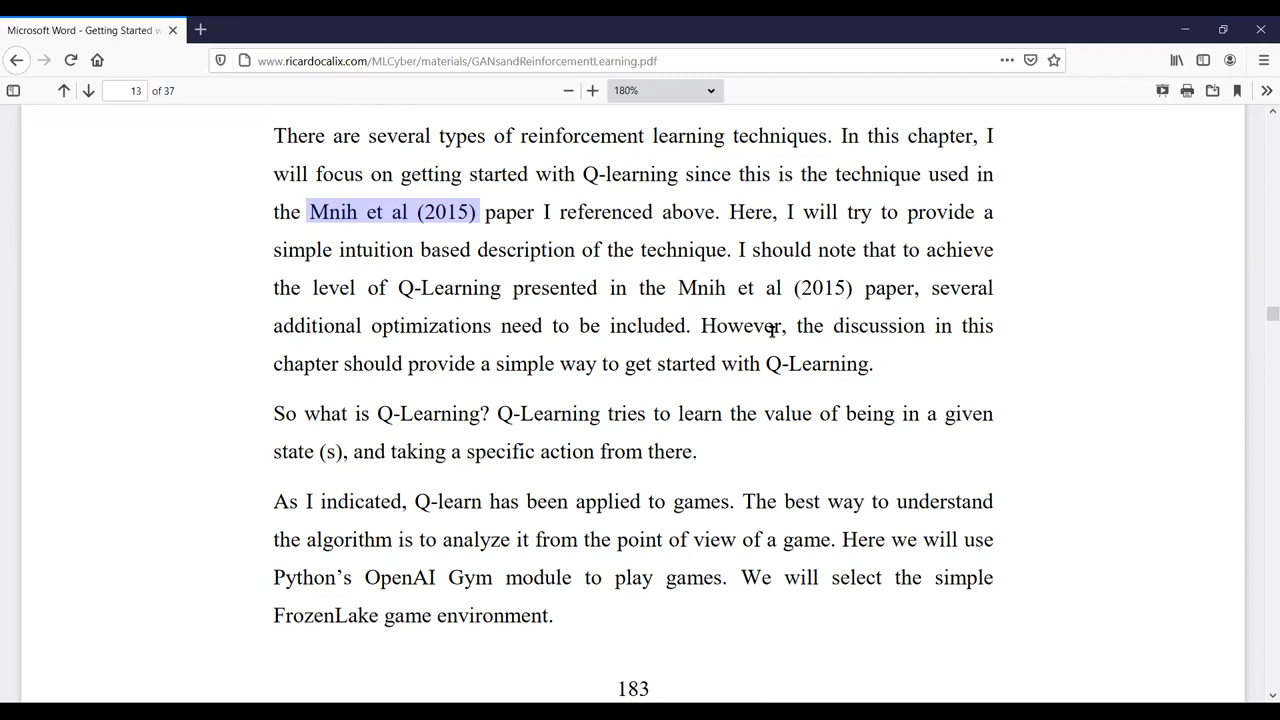 Microsoft Word - Getting Started w
www.ricardocalix.com/MLCyber/materials/GANsandReinforcementLearning.pdf
13 of 37
180%
There are several types of reinforcement learning techniques. In this chapter, I
will focus on getting started with Q-learning since this is the technique used in
the Mnih et al (2015) paper I referenced above. Here, I will try to provide a
simple intuition based description of the technique. I should note that to achieve
the level of Q-Learning presented in the Mnih et al (2015) paper, several
additional optimizations need to be included. However, the discussion in this
chapter should provide a simple way to get started with Q-Learning.
So what is Q-Learning? Q-Learning tries to learn the value of being in a given
state (s), and taking a specific action from there.
As I indicated, Q-learn has been applied to games. The best way to understand
the algorithm is to analyze it from the point of view of a game. Here we will use
Python’s OpenAI Gym module to play games. We will select the simple
FrozenLake game environment.
183